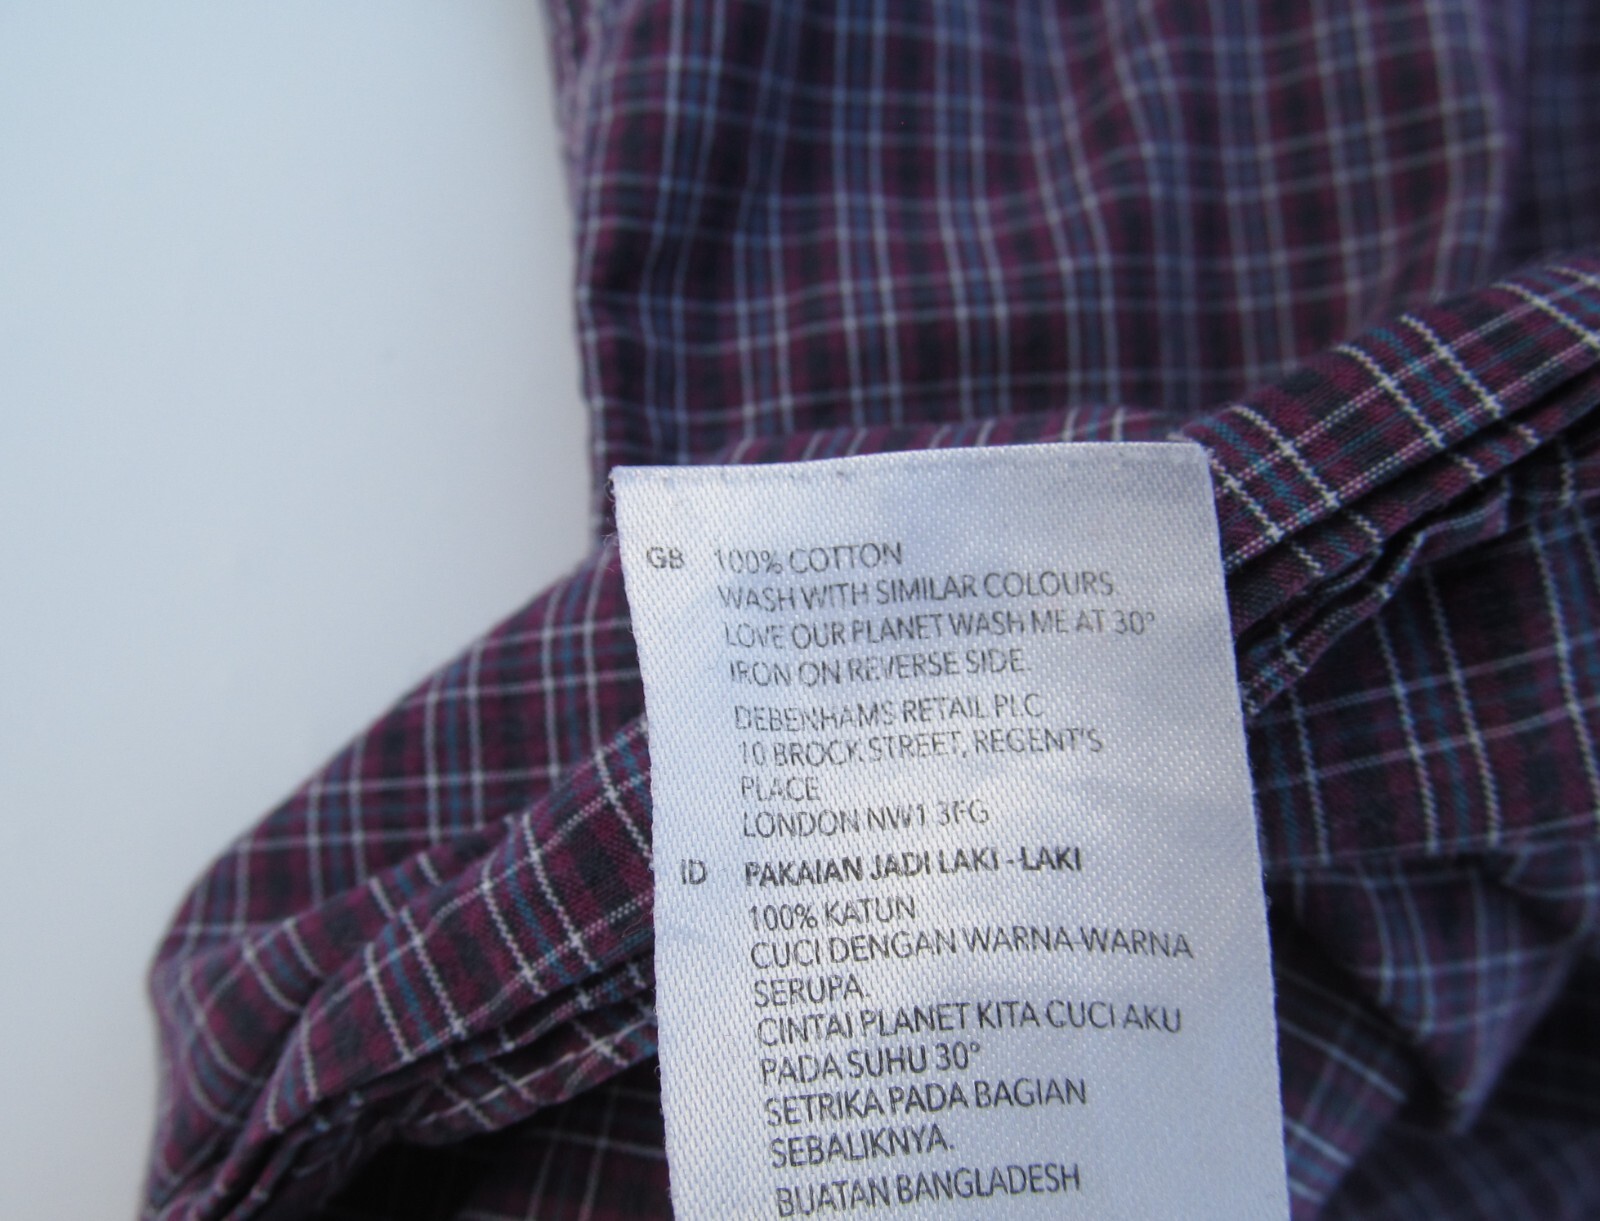 GB 100% COTTON
WASH WITH SIMILAR COLOURS.
LOVE OUR PLANET WASH ME AT 30°
IRON ON REVERSE SIDE.
DEBENHAMS RETAIL PLC
10 BROCK STREET, REGENT'S
PLACE
LONDON NW1 3FG
ID PAKAIAN JADI LAKI-LAKI
100% KATUN
CUCI DENGAN WARNA-WARNA
SERUPA.
CINTAI PLANET KITA CUCI AKU
PADA SUHU 30°
SETRIKA PADA BAGIAN
SEBALIKNYA.
BUATAN BANGLADESH